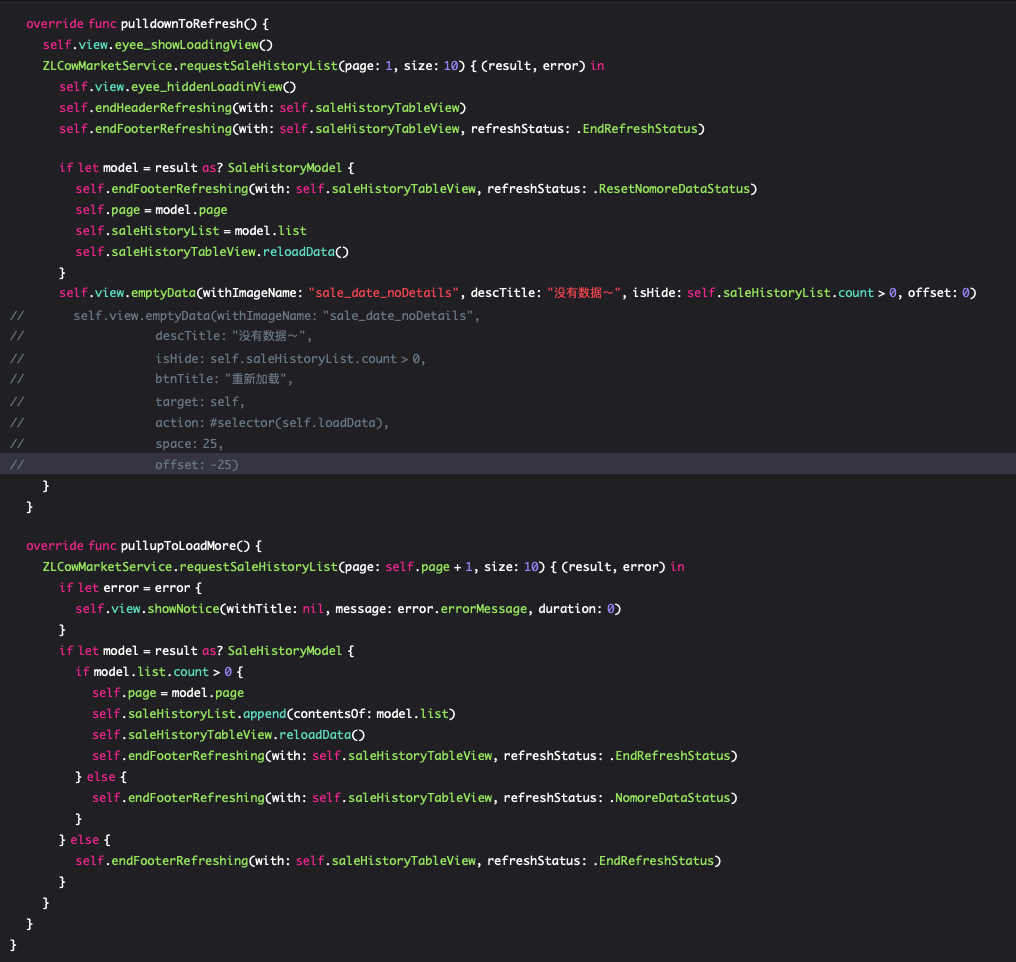 override func pulldownToRefresh() {
self.view.eyee_showLoadingView()
ZLCowMarketService.requestSaleHistoryList(page: 1, size: 10) { (result, error) in
self.view.eyee_hiddenLoadinView()
self.endHeaderRefreshing(with: self.saleHistoryTableView)
self.endFooterRefreshing(with: self.saleHistoryTableView, refreshStatus: .EndRefreshStatus)
if let model = result as? SaleHistoryModel {
self.endFooterRefreshing(with: self.saleHistoryTableView, refreshStatus: .ResetNomoreDataStatus)
self.page = model.page
self.saleHistoryList = model.list
self.saleHistoryTableView.reloadData()
}
self.view.emptyData(withImageName: "sale_date_noDetails", descTitle: "没有数据～", isHide: self.saleHistoryList.count > 0, offset: 0)
// self.view.emptyData(withImageName: "sale_date_noDetails",
// descTitle: "没有数据～",
// isHide: self.saleHistoryList.count > 0,
// btnTitle: "重新加载",
// target: self,
// action: #selector(self.loadData),
// space: 25,
// offset: -25)
}
}
override func pullupToLoadMore() {
ZLCowMarketService.requestSaleHistoryList(page: self.page + 1, size: 10) { (result, error) in
if let error = error {
self.view.showNotice(withTitle: nil, message: error.errorMessage, duration: 0)
}
if let model = result as? SaleHistoryModel {
if model.list.count > 0 {
self.page = model.page
self.saleHistoryList.append(contentsOf: model.list)
self.saleHistoryTableView.reloadData()
self.endFooterRefreshing(with: self.saleHistoryTableView, refreshStatus: .EndRefreshStatus)
} else {
self.endFooterRefreshing(with: self.saleHistoryTableView, refreshStatus: .NomoreDataStatus)
}
} else {
self.endFooterRefreshing(with: self.saleHistoryTableView, refreshStatus: .EndRefreshStatus)
}
}
}
}